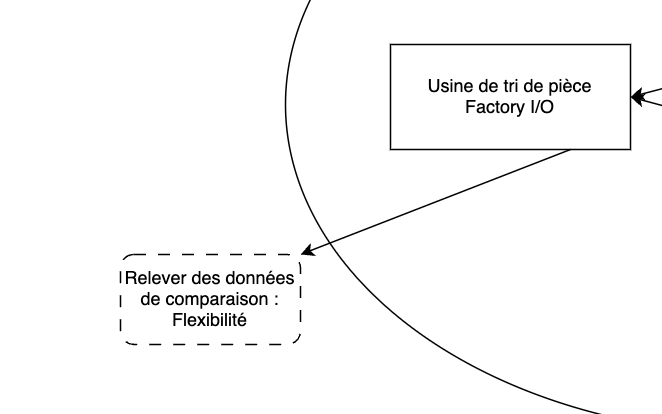 Usine de tri de pièce
Factory I/O
Relever des données
de comparaison :
Flexibilité